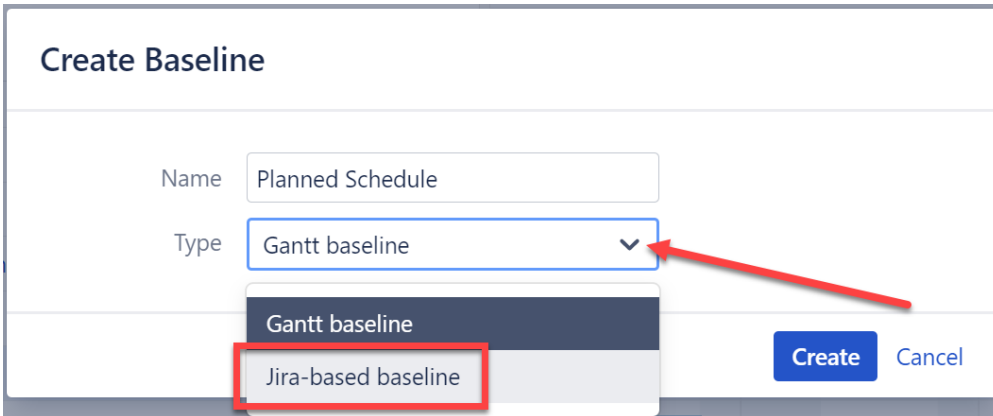 Create Baseline
Name Planned Schedule
Type Gantt baseline
Gantt baseline
Jira-based baseline
Create Cancel